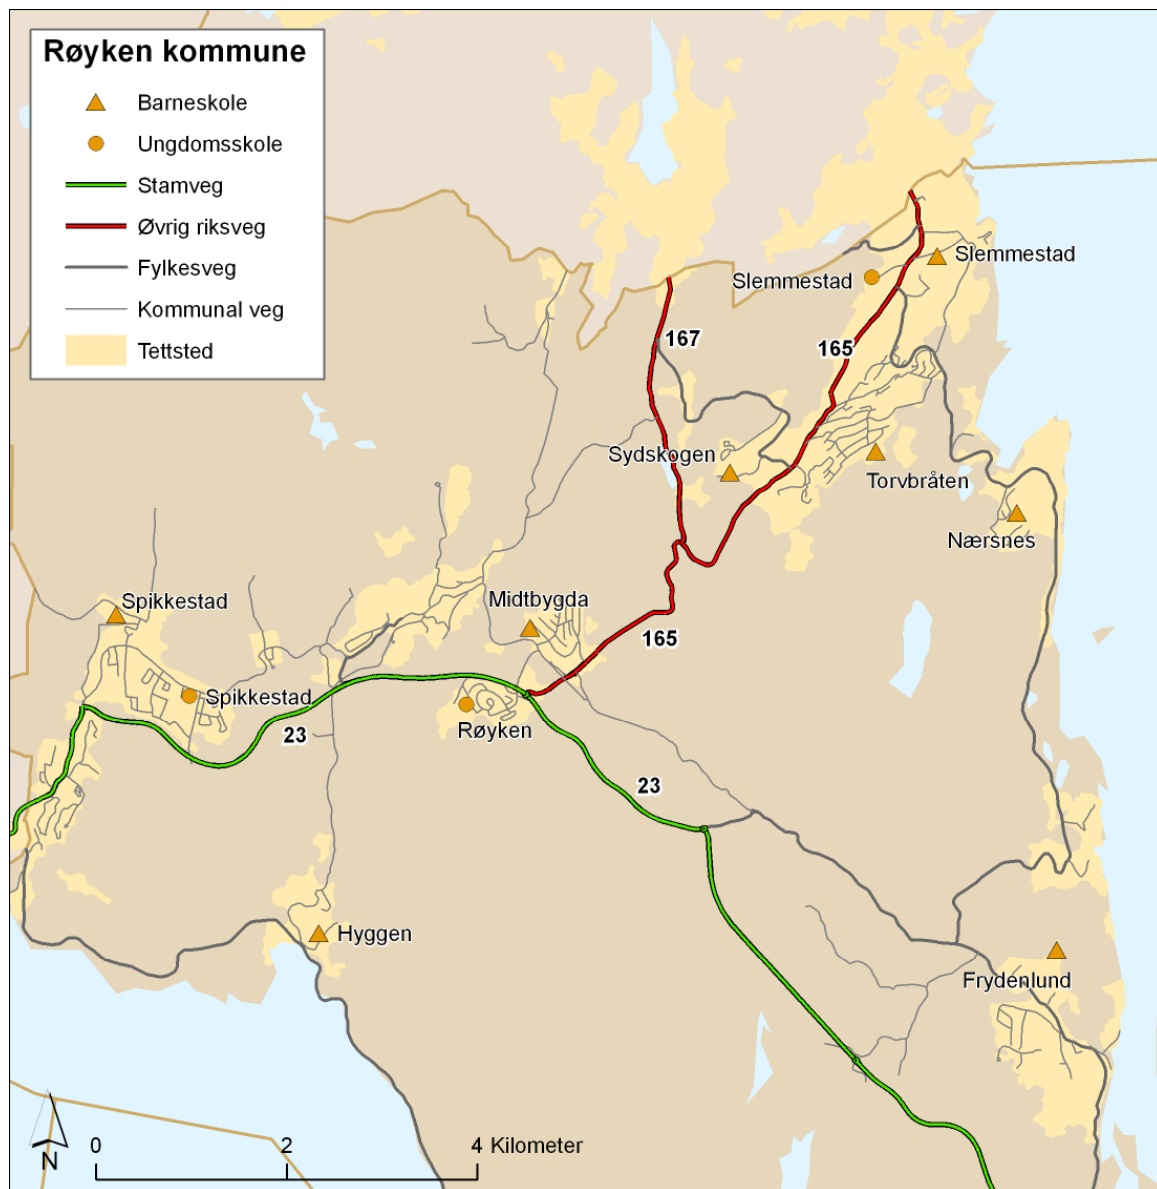 Røyken kommune
Barneskole
Ungdomsskole
Stamveg
Øvrig riksveg
Fylkesveg
Kommunal veg
Tettsted
Slemmestad
Slemmestad
167
165
Sydskogen
Torvbråten
Nærsnes
Spikkestad
Midtbygda
165
Spikkestad
Røyken
23
23
Hyggen
Frydenlund
N
0 2 4 Kilometer